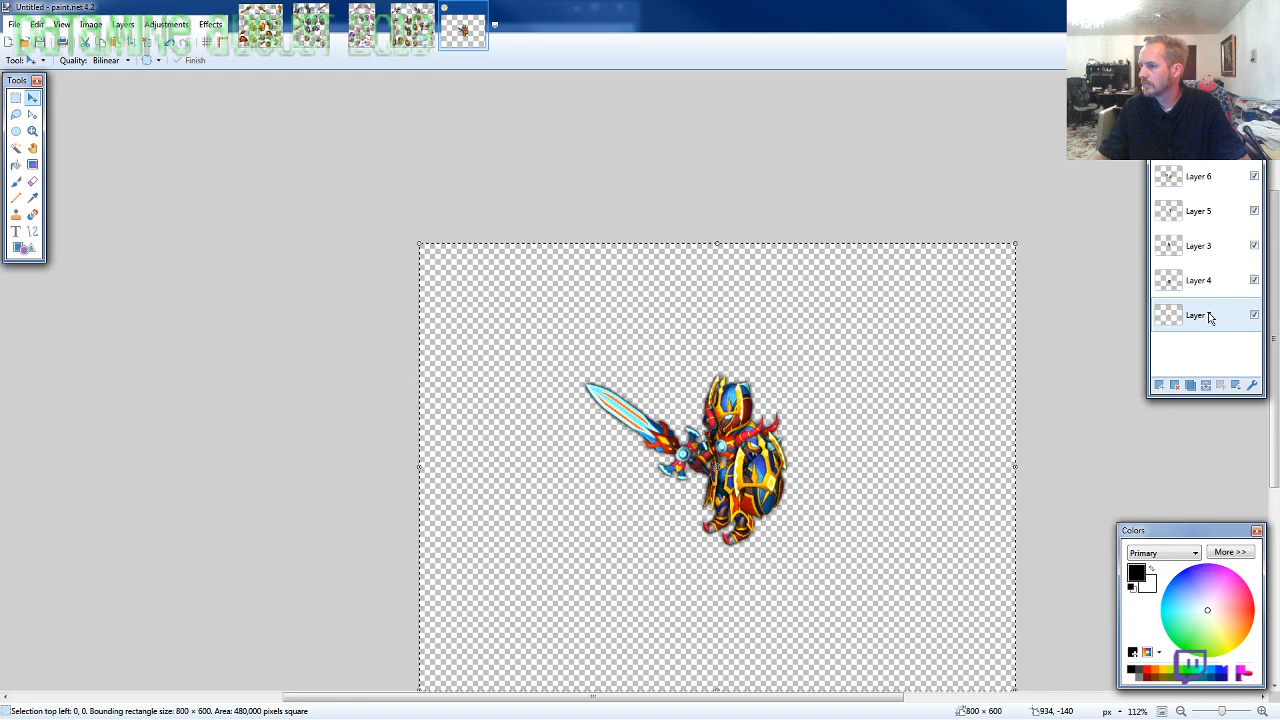 Untitled - paint.net 4.2
File Edit View Image Layers Adjustments Effects
Tool: Quality: Bilinear Finish
Tools
Layer 6
Layer 5
Layer 3
Layer 4
Layer
Colors
Primary More >>
Selection top left: 0, 0. Bounding rectangle size: 800 × 600. Area: 480,000 pixels square 800 × 600 934, -140 px 112%